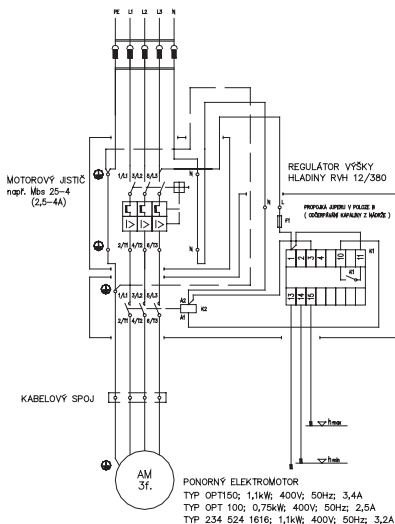 PE L1 L2 L3 N
MOTOROVÝ JISTIČ
např. Mbs 25-4
(2,5-4A)
1/L1 3/L2 5/L3
N
I> I> I>
2/T1 4/T2 6/T3
N
REGULÁTOR VÝŠKY
HLADINY RVH 12/380
N L
F1
PROPOJKA JUMPERU V POLOZE B
( ODČERPÁVÁNÍ KAPALINY Z NÁDRŽE )
1 2 3 4 10 11
K1
K1
13 14 15
1/L1 3/L2 5/L3
A2
K2
A1
2/T1 4/T2 6/T3
KABELOVÝ SPOJ
h max
h min
AM
3f.
PONORNÝ ELEKTROMOTOR
TYP OPT150; 1,1kW; 400V; 50Hz; 3,4A
TYP OPT 100; 0,75kW; 400V; 50Hz; 2,5A
TYP 234 524 1616; 1,1kW; 400V; 50Hz; 3,2A